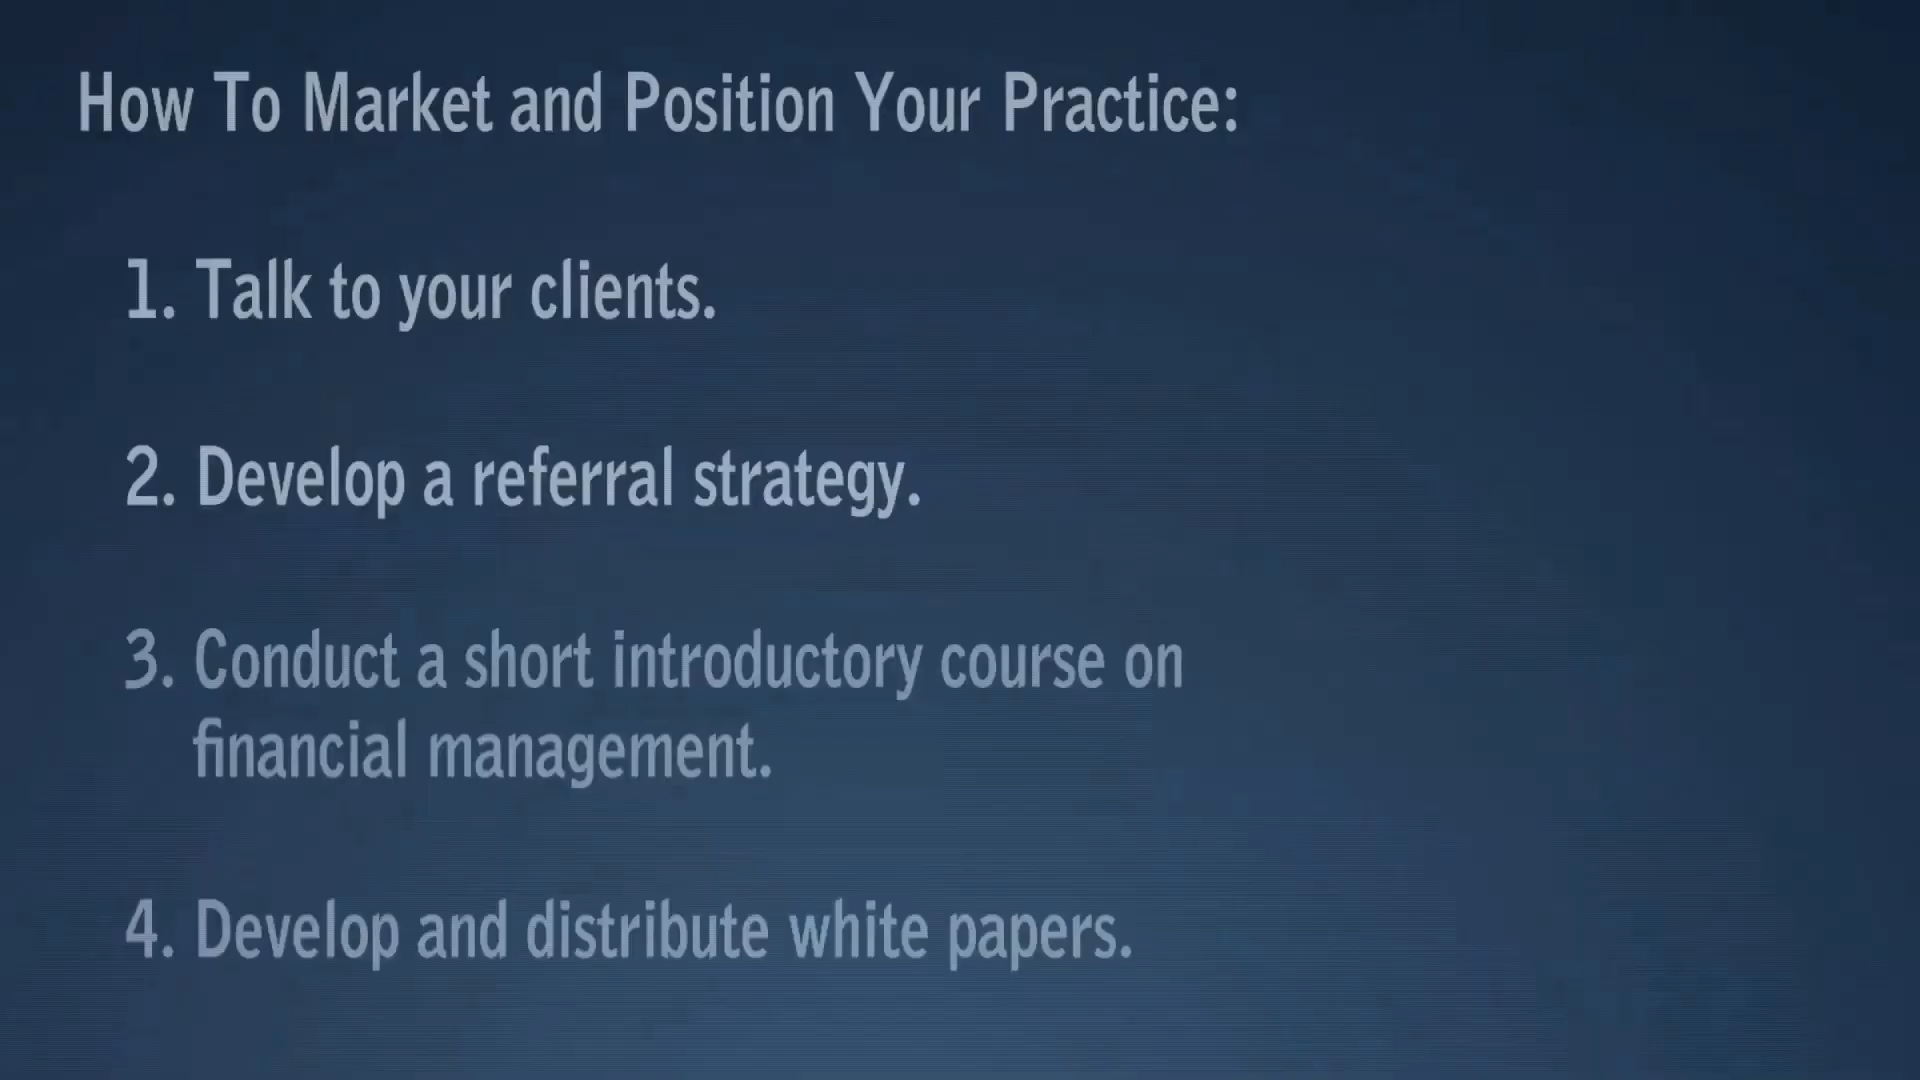 How To Market and Position Your Practice:
1. Talk to your clients.
2. Develop a referral strategy.
3. Conduct a short introductory course on
financial management.
4. Develop and distribute white papers.